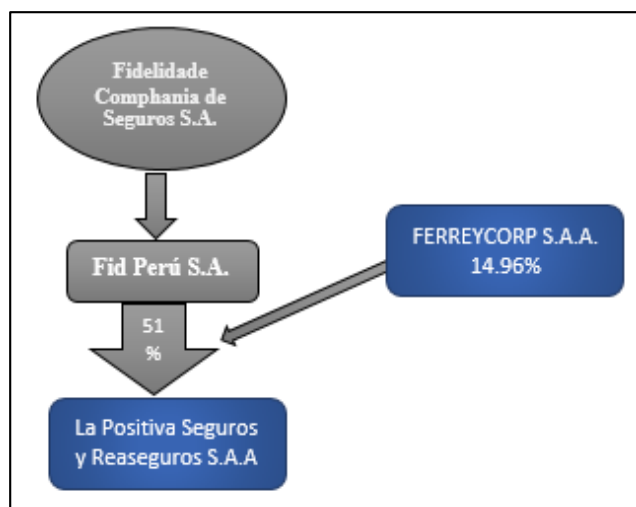 Fidelidade
Comphania de
Seguros S.A.
FERREYCORP S.A.A.
14.96%
Fid Perú S.A.
51
%
La Positiva Seguros
y Reaseguros S.A.A